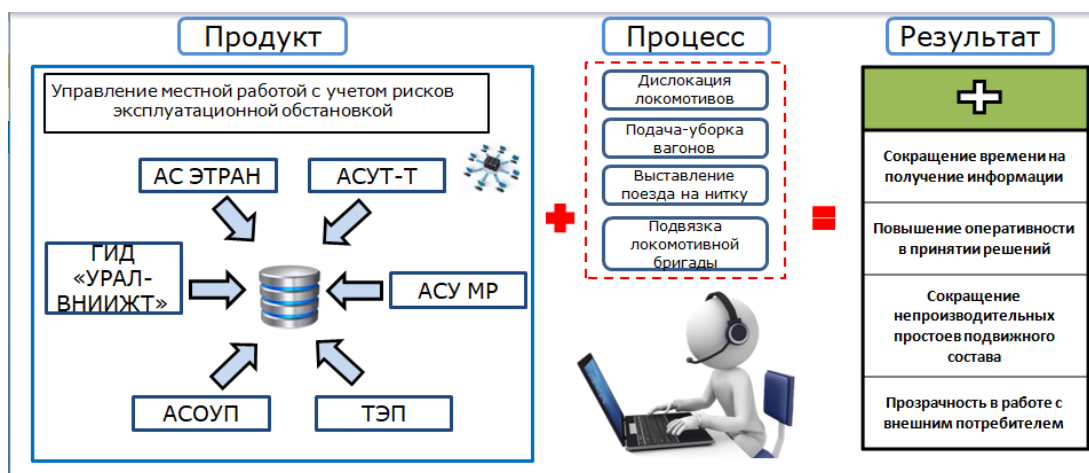 Продукт
Управление местной работой с учетом рисков
эксплуатационной обстановкой
АС ЭТРАН
АСУТ-Т
ГИД
«УРАЛ-
ВНИИЖТ»
АСУ МР
АСОУП
ТЭП
Процесс
Дислокация
локомотивов
Подача-уборка
вагонов
Выставление
поезда на нитку
Подвязка
локомотивной
бригады
Результат
Сокращение времени на
получение информации
Повышение оперативности
в принятии решений
Сокращение
непроизводительных
простоев подвижного
состава
Прозрачность в работе с
внешним потребителем